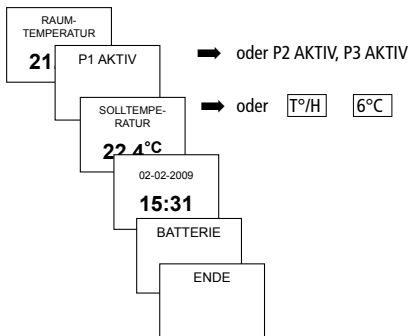 RAUM-
TEMPERATUR
21.
P1 AKTIV
➡ oder P2 AKTIV, P3 AKTIV
SOLLTEMPE-
RATUR
22.4°C
➡ oder T°/H 6°C
02-02-2009
15:31
BATTERIE
ENDE